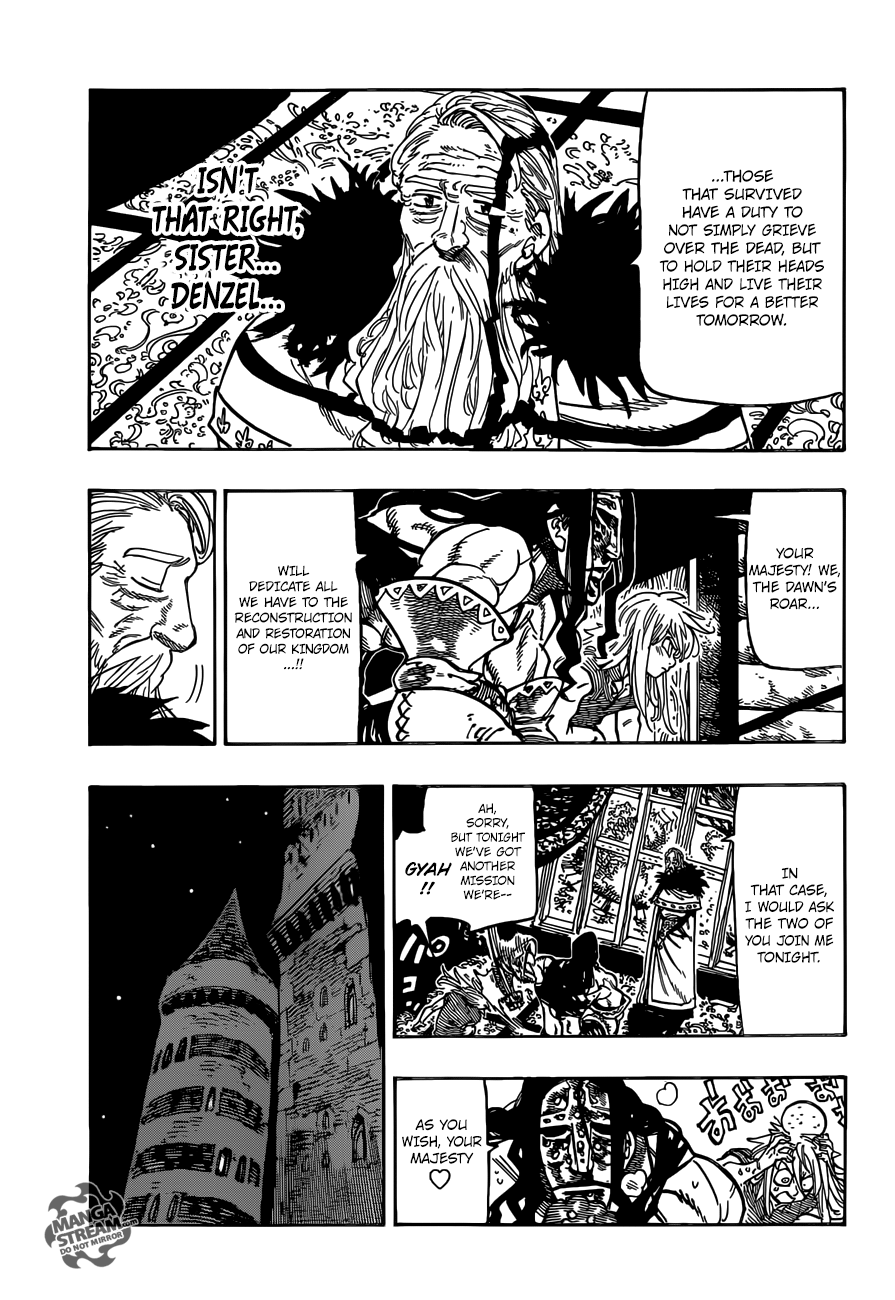 ...THOSE
THAT SURVIVED
HAVE A DUTY TO
NOT SIMPLY GRIEVE
OVER THE DEAD, BUT
TO HOLD THEIR HEADS
HIGH AND LIVE THEIR
LIVES FOR A BETTER
TOMORROW.
ISN'T
THAT RIGHT,
SISTER...
DENZEL...
YOUR
MAJESTY! WE,
THE DAWN'S
ROAR...
WILL
DEDICATE ALL
WE HAVE TO THE
RECONSTRUCTION
AND RESTORATION
OF OUR KINGDOM
...!!
IN
THAT CASE,
I WOULD ASK
THE TWO OF
YOU JOIN ME
TONIGHT.
AH,
SORRY,
BUT TONIGHT
WE'VE GOT
ANOTHER
MISSION
WE'RE--
GYAH
!!
AS YOU
WISH, YOUR
MAJESTY
♡
MANGA
STREAM.com
DO NOT MIRROR